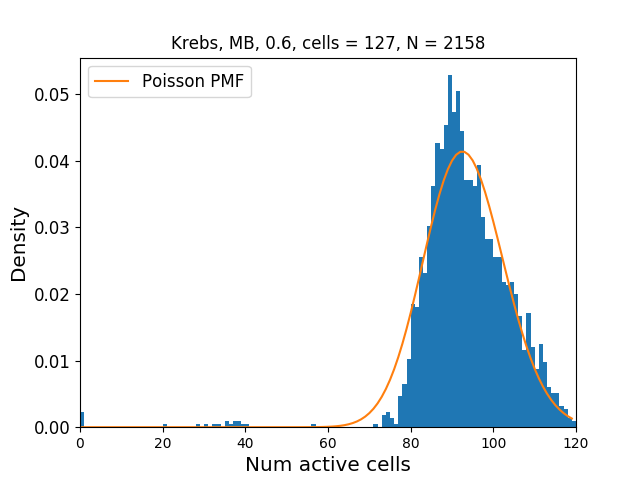 Krebs, MB, 0.6, cells = 127, N = 2158
Poisson PMF
Density
0.05
0.04
0.03
0.02
0.01
0.00
0 20 40 60 80 100 120
Num active cells